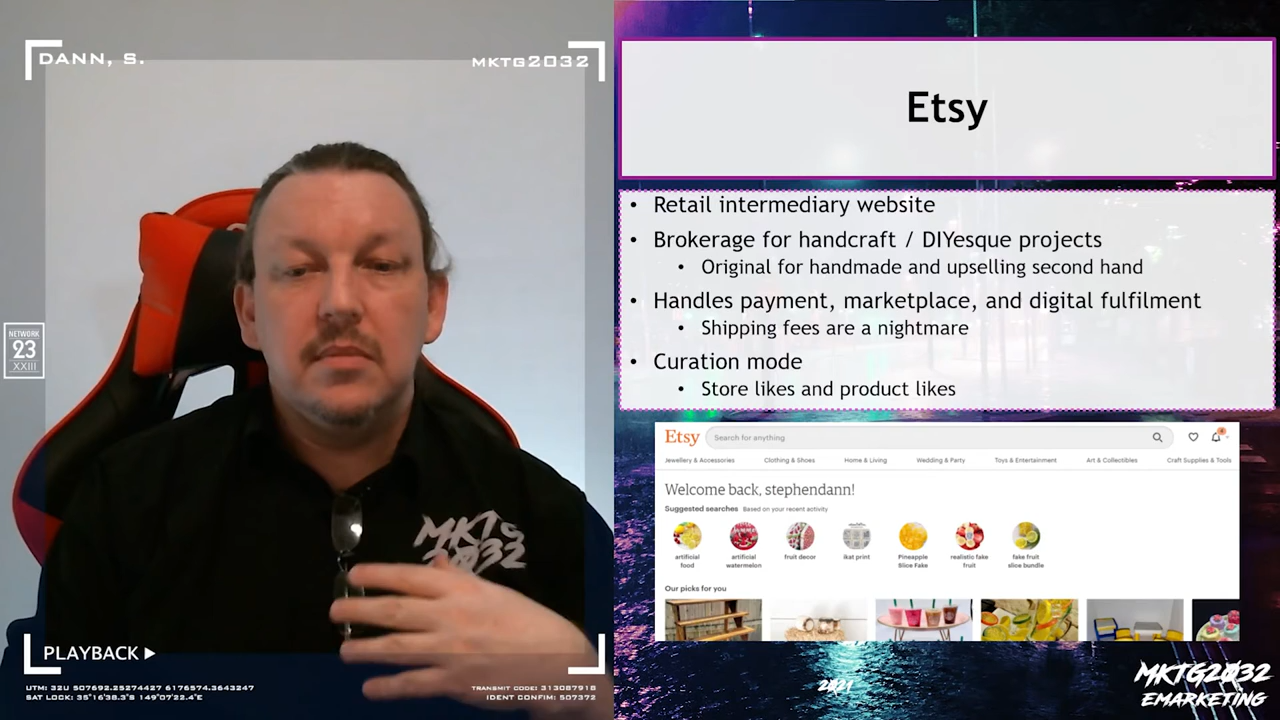 DANN, S.
MKTG2032
NETWORK
23
XXIII
MKTG
2032
PLAYBACK
UTM: 32U 507692.25274427 6176574.3643247
SAT LOCK: 35°16'38.3"S 149°07'22.4"E
TRANSMIT CODE: 313087918
IDENT CONFIM: 507372
Etsy
• Retail intermediary website
• Brokerage for handcraft / DIYesque projects
• Original for handmade and upselling second hand
• Handles payment, marketplace, and digital fulfilment
• Shipping fees are a nightmare
• Curation mode
• Store likes and product likes
Etsy
Search for anything
Jewellery & Accessories Clothing & Shoes Home & Living Wedding & Party Toys & Entertainment Art & Collectibles Craft Supplies & Tools
Welcome back, stephendann!
Suggested searches Based on your recent activity
artificial food
artificial watermelon
fruit decor
ikat print
Pineapple Slice Fake
realistic fake fruit
fake fruit slice bundle
Our picks for you
2021
MKTG2032
EMARKETING